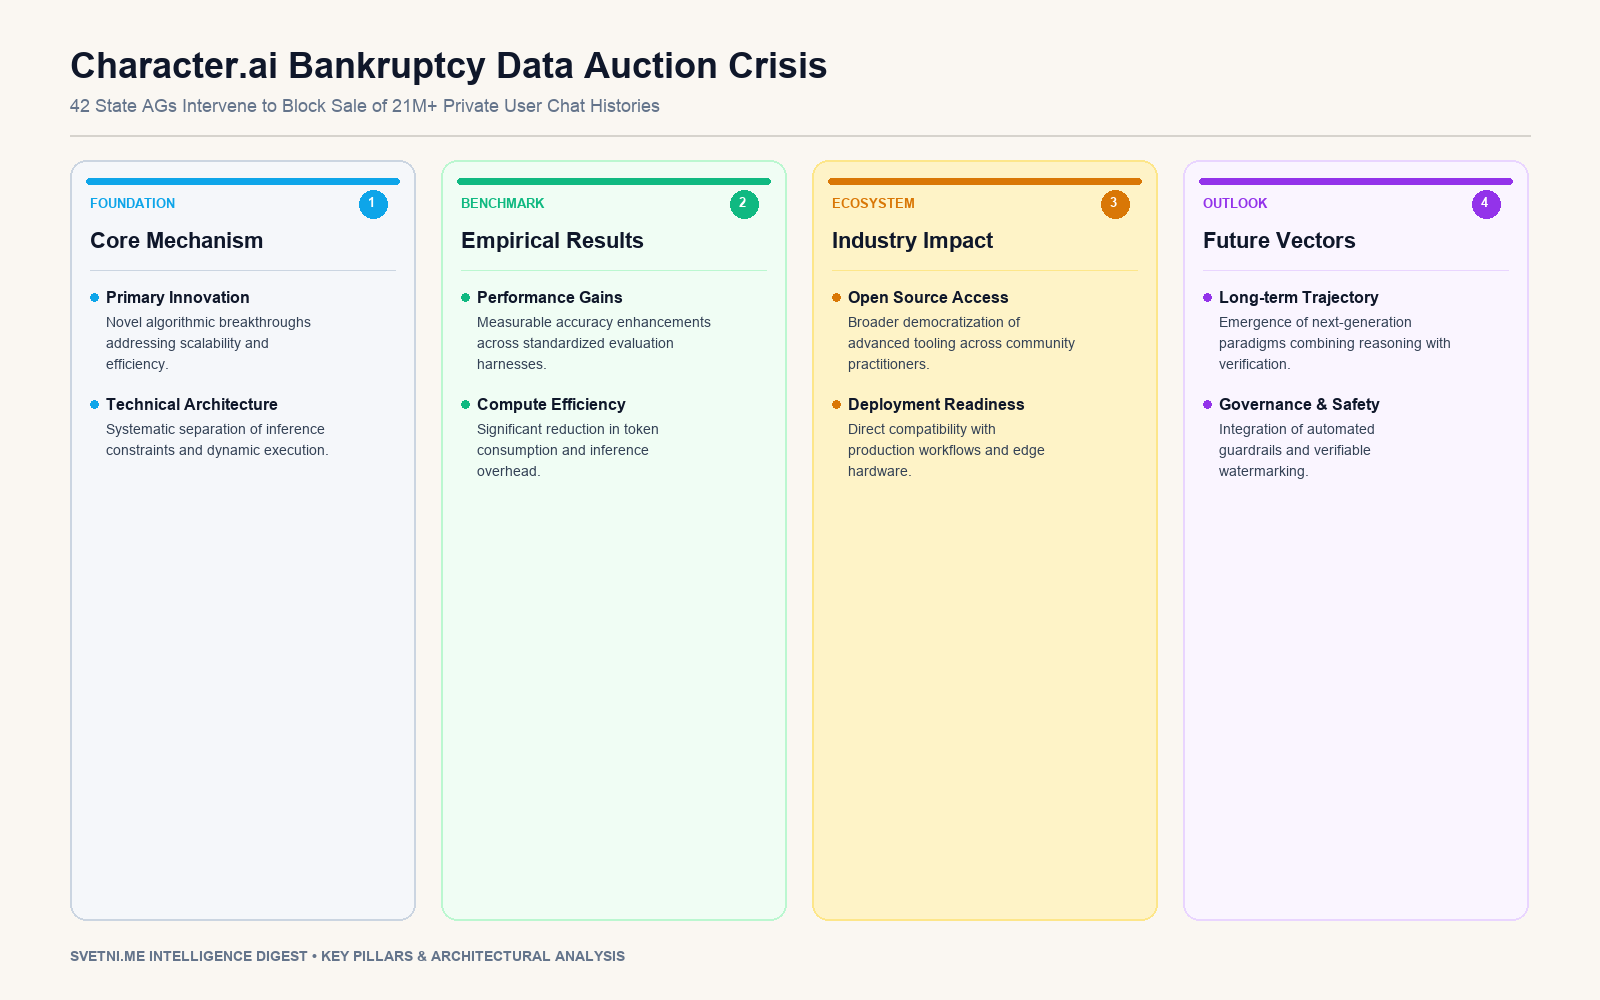 Character.ai Bankruptcy Data Auction Crisis
42 State AGs Intervene to Block Sale of 21M+ Private User Chat Histories
FOUNDATION
1
Core Mechanism
Primary Innovation
Novel algorithmic breakthroughs
addressing scalability and
efficiency.
Technical Architecture
Systematic separation of inference
constraints and dynamic execution.
BENCHMARK
2
Empirical Results
Performance Gains
Measurable accuracy enhancements
across standardized evaluation
harnesses.
Compute Efficiency
Significant reduction in token
consumption and inference
overhead.
ECOSYSTEM
3
Industry Impact
Open Source Access
Broader democratization of
advanced tooling across community
practitioners.
Deployment Readiness
Direct compatibility with
production workflows and edge
hardware.
OUTLOOK
4
Future Vectors
Long-term Trajectory
Emergence of next-generation
paradigms combining reasoning with
verification.
Governance & Safety
Integration of automated
guardrails and verifiable
watermarking.
SVETNI.ME INTELLIGENCE DIGEST • KEY PILLARS & ARCHITECTURAL ANALYSIS